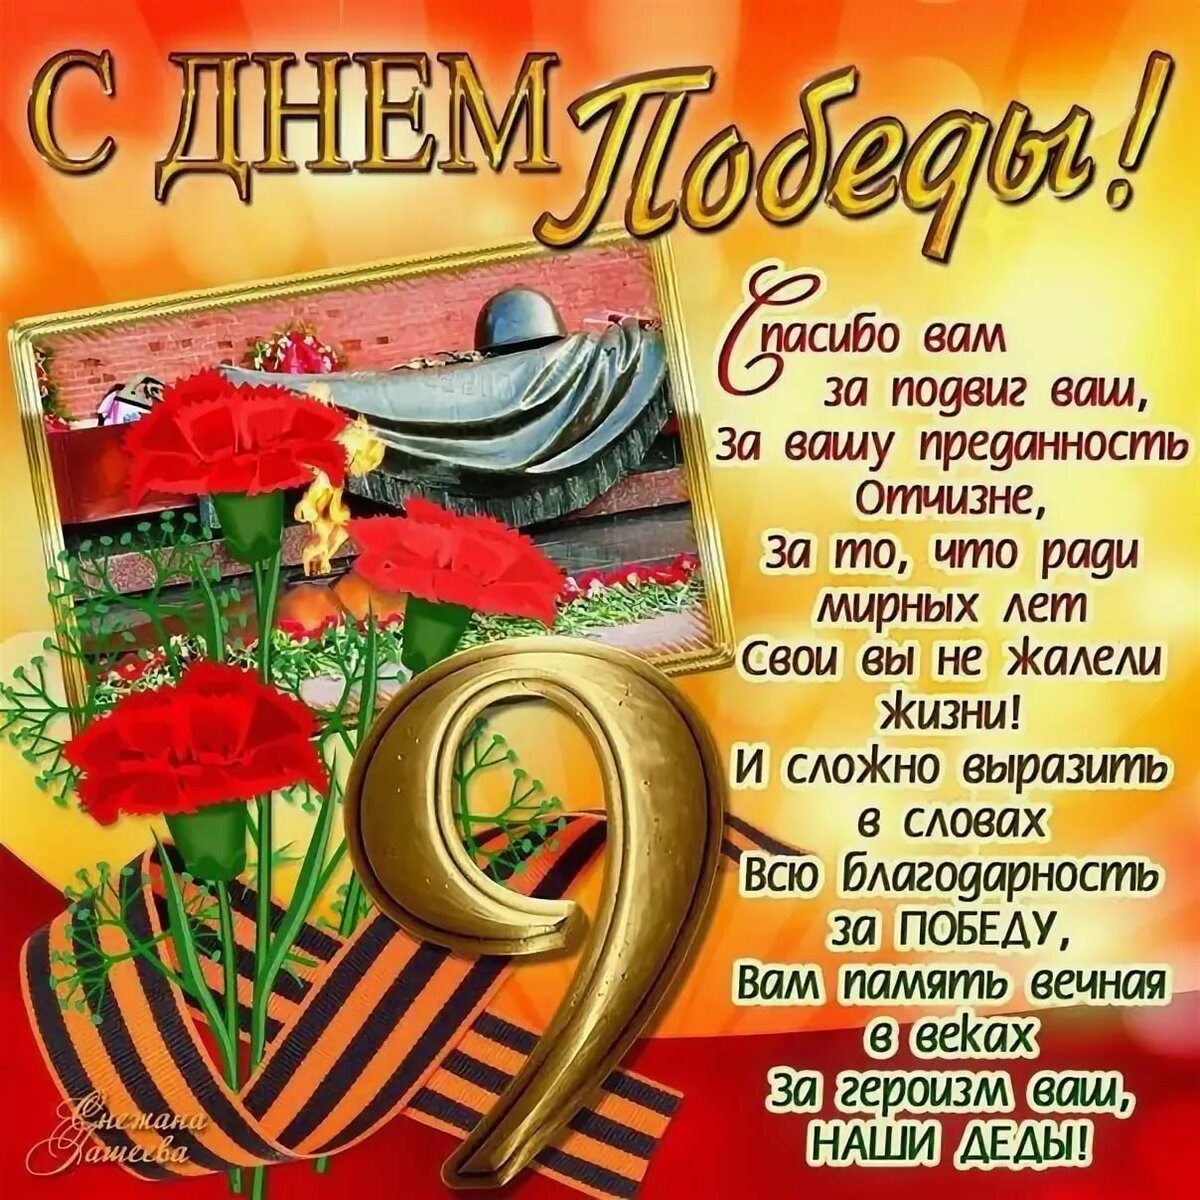 С ДНЕМ Победы!
Спасибо вам
за подвиг ваш,
За вашу преданность
Отчизне,
За то, что ради
мирных лет
Свои вы не жалели
жизни!
И сложно выразить
в словах
Всю благодарность
за ПОБЕДУ,
Вам память вечная
в веках
За героизм ваш,
НАШИ ДЕДЫ!
Снежана
Пашеева